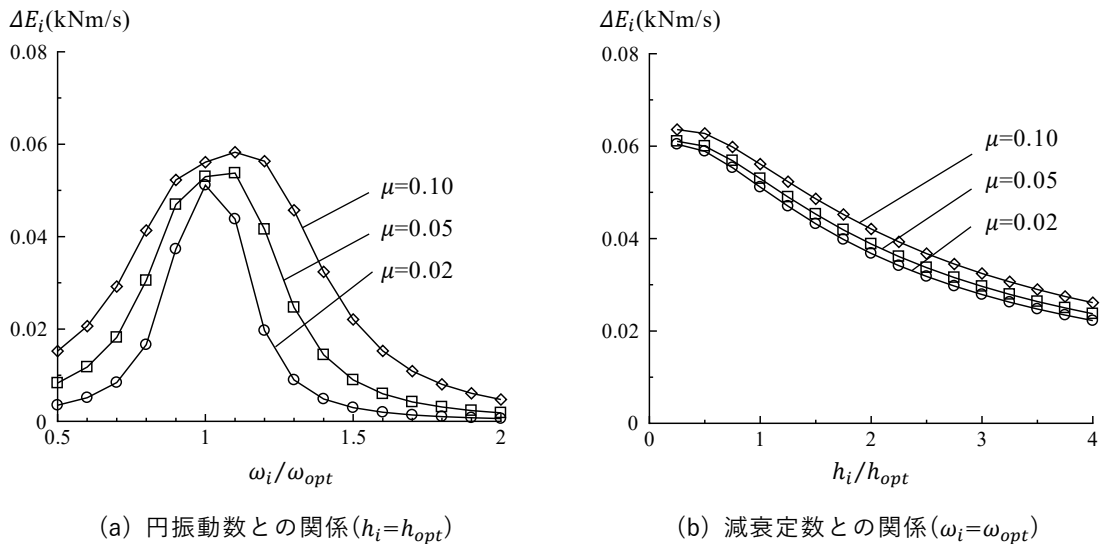 ΔE_i(kNm/s)
0.08
0.06
0.04
0.02
0
0.5
1
1.5
2
μ=0.10
μ=0.05
μ=0.02
ω_i/ω_opt
(a) 円振動数との関係(h_i=h_opt)
ΔE_i(kNm/s)
0.08
0.06
0.04
0.02
0
0
1
2
3
4
μ=0.10
μ=0.05
μ=0.02
h_i/h_opt
(b) 減衰定数との関係(ω_i=ω_opt)